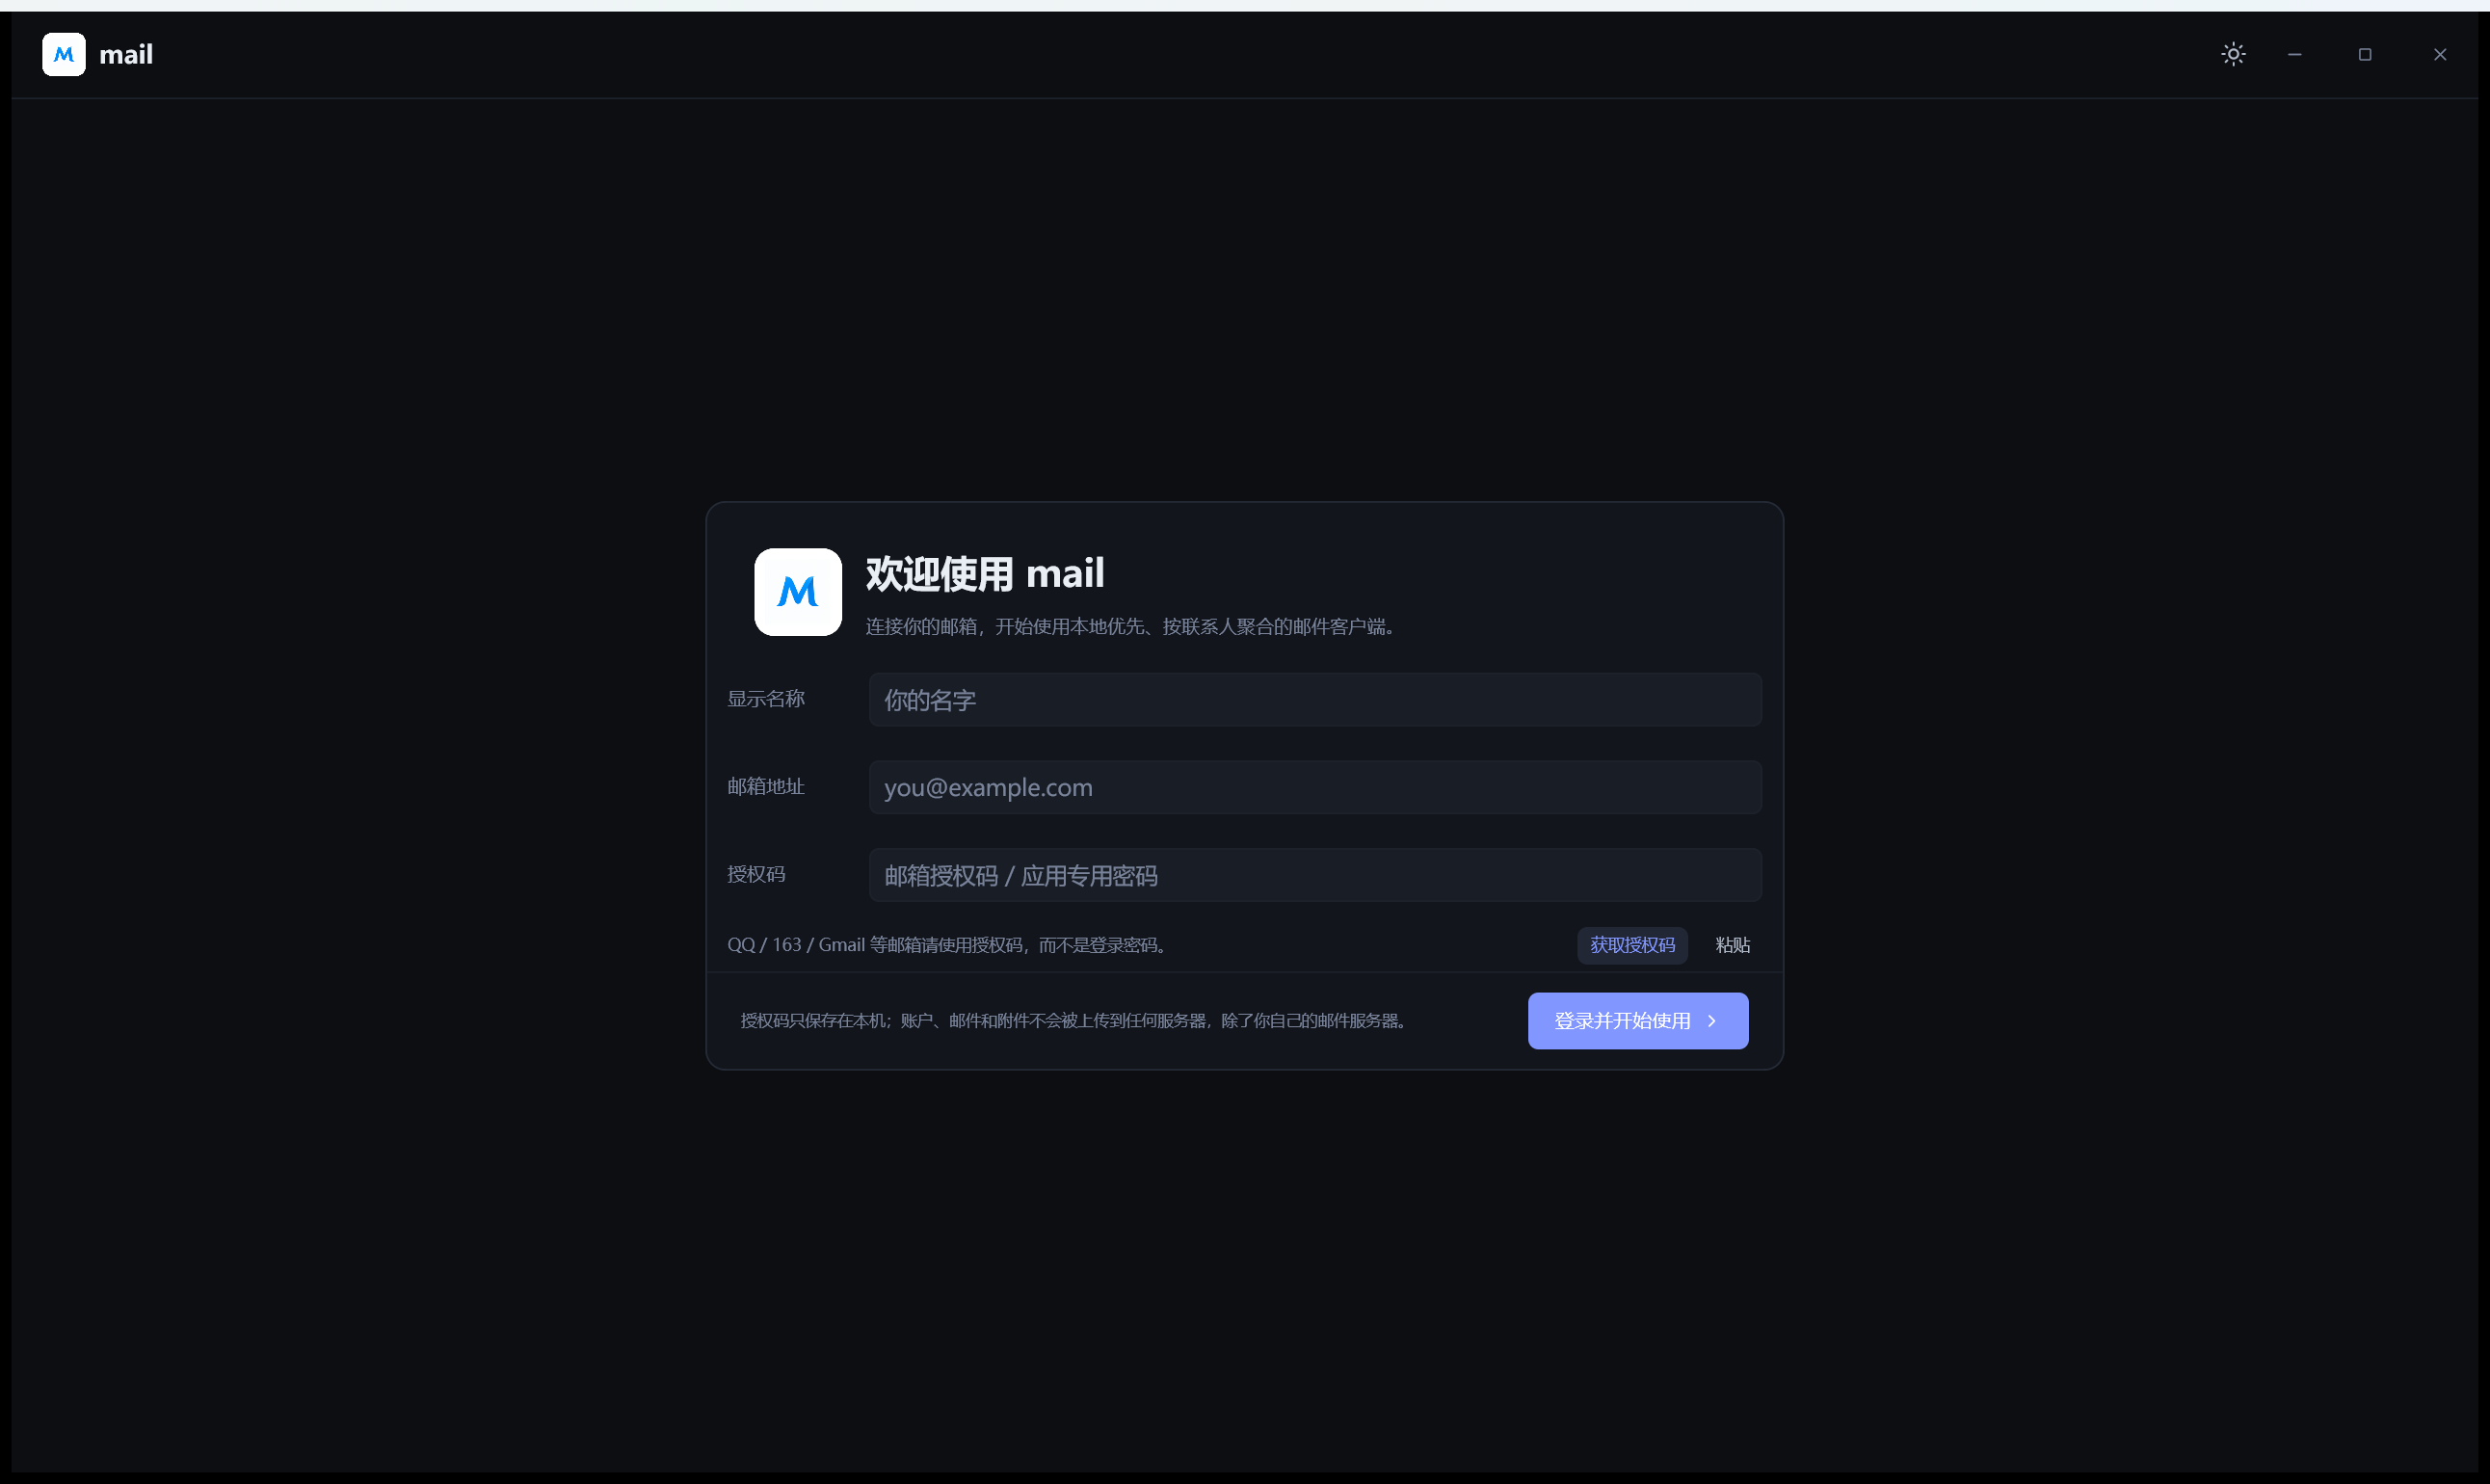 M mail
M
欢迎使用 mail
连接你的邮箱，开始使用本地优先、按联系人聚合的邮件客户端。
显示名称 你的名字
邮箱地址 you@example.com
授权码 邮箱授权码 / 应用专用密码
QQ / 163 / Gmail 等邮箱请使用授权码，而不是登录密码。 获取授权码 粘贴
授权码只保存在本机；账户、邮件和附件不会被上传到任何服务器，除了你自己的邮件服务器。 登录并开始使用